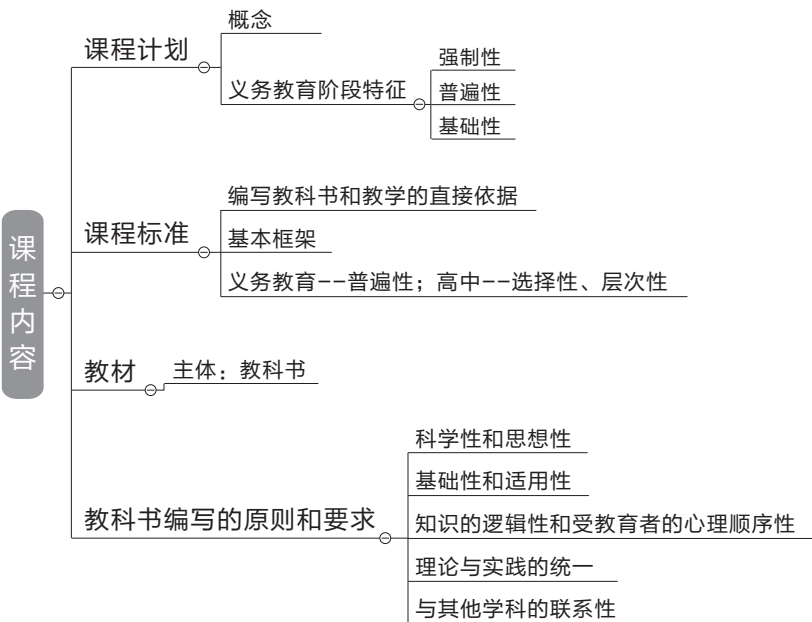 课程内容
课程计划
概念
义务教育阶段特征
强制性
普遍性
基础性
课程标准
编写教科书和教学的直接依据
基本框架
义务教育--普遍性；高中--选择性、层次性
教材
主体：教科书
教科书编写的原则和要求
科学性和思想性
基础性和适用性
知识的逻辑性和受教育者的心理顺序性
理论与实践的统一
与其他学科的联系性